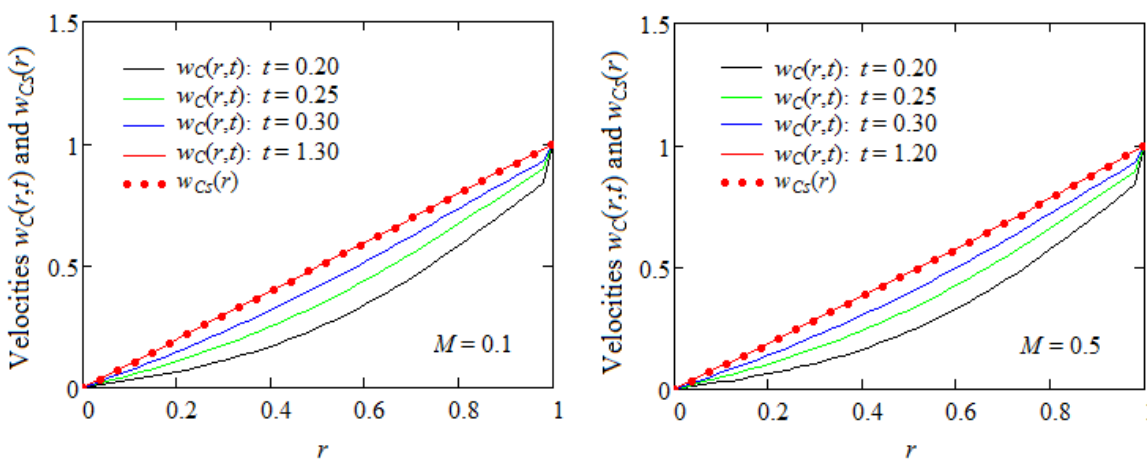 Velocities w_C(r,t) and w_Cs(r)
1.5
1
0.5
0
w_C(r,t): t = 0.20
w_C(r,t): t = 0.25
w_C(r,t): t = 0.30
w_C(r,t): t = 1.30
w_Cs(r)
M = 0.1
0 0.2 0.4 0.6 0.8 1
r
Velocities w_C(r,t) and w_Cs(r)
1.5
1
0.5
0
w_C(r,t): t = 0.20
w_C(r,t): t = 0.25
w_C(r,t): t = 0.30
w_C(r,t): t = 1.20
w_Cs(r)
M = 0.5
0 0.2 0.4 0.6 0.8 1
r